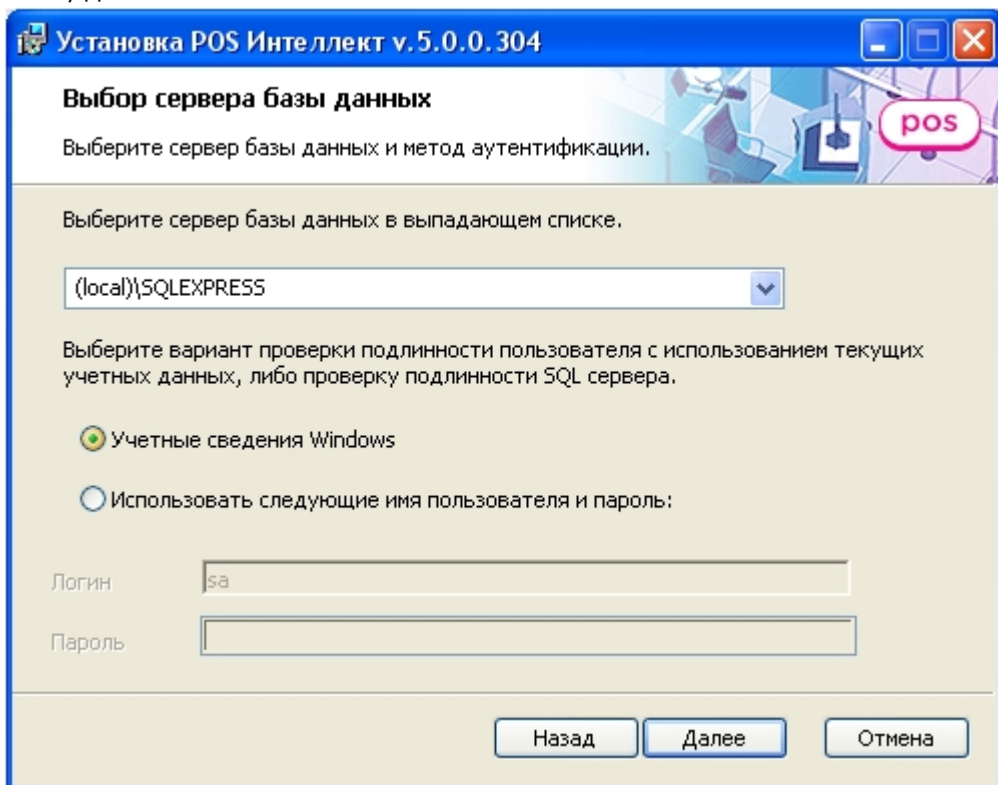 Установка POS Интеллект v.5.0.0.304
Выбор сервера базы данных
Выберите сервер базы данных и метод аутентификации.
pos
Выберите сервер базы данных в выпадающем списке.
(local)\SQLEXPRESS
Выберите вариант проверки подлинности пользователя с использованием текущих
учетных данных, либо проверку подлинности SQL сервера.
Учетные сведения Windows
Использовать следующие имя пользователя и пароль:
Логин
sa
Пароль
Назад
Далее
Отмена